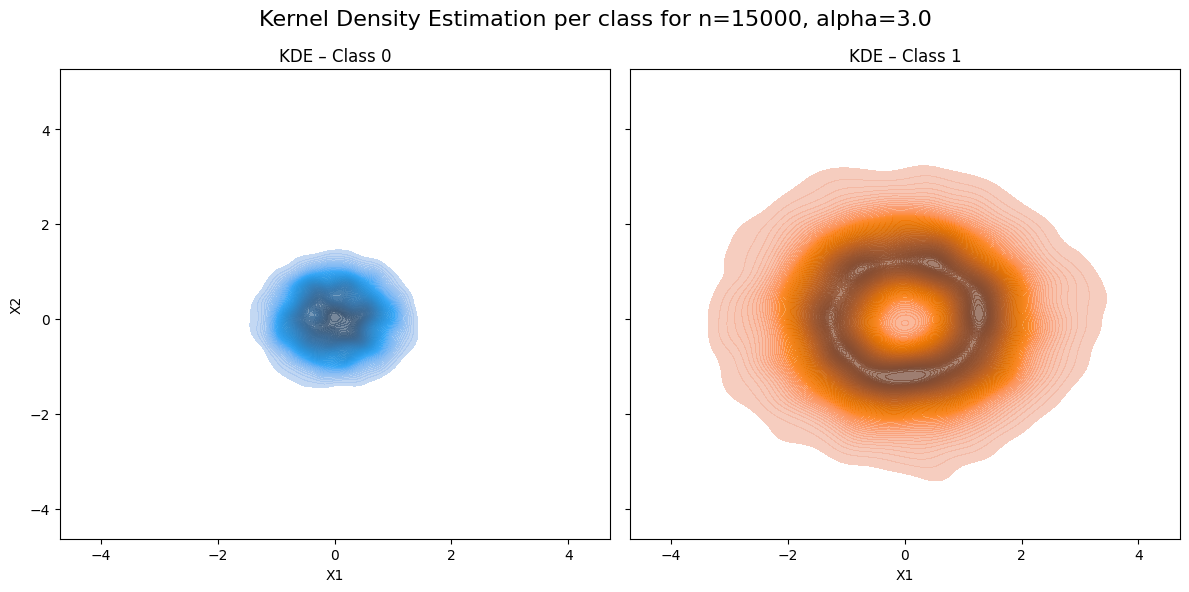 Kernel Density Estimation per class for n=15000, alpha=3.0
KDE – Class 0
KDE – Class 1
X2
4
2
0
−2
−4
−4
−2
0
2
4
−4
−2
0
2
4
X1
X1